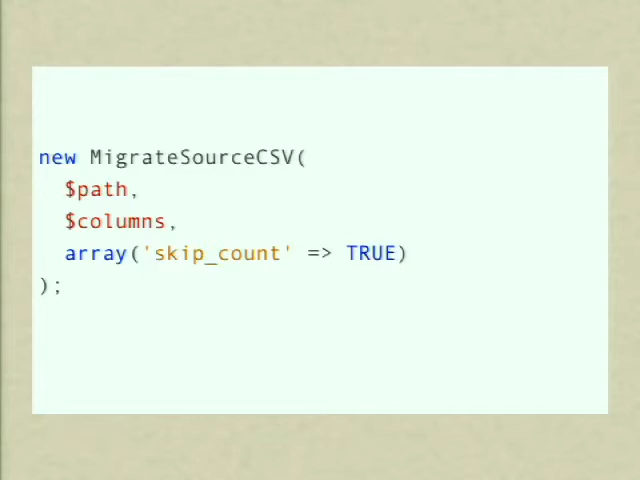 new MigrateSourceCSV(
$path,
$columns,
array('skip_count' => TRUE)
);